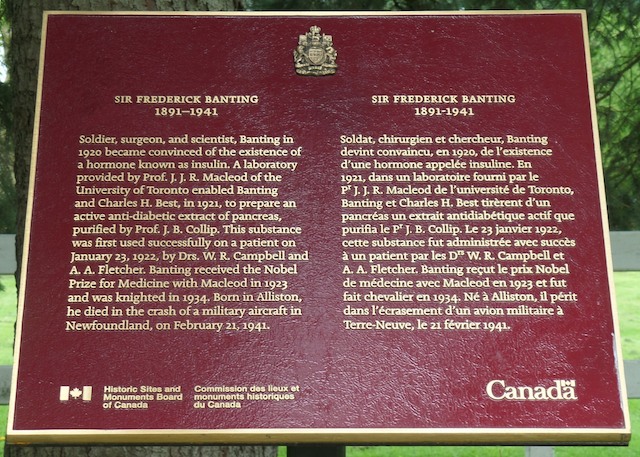 SIR FREDERICK BANTING
1891–1941
Soldier, surgeon, and scientist, Banting in
1920 became convinced of the existence of
a hormone known as insulin. A laboratory
provided by Prof. J. J. R. Macleod of the
University of Toronto enabled Banting
and Charles H. Best, in 1921, to prepare an
active anti-diabetic extract of pancreas,
purified by Prof. J. B. Collip. This substance
was first used successfully on a patient on
January 23, 1922, by Drs. W. R. Campbell and
A. A. Fletcher. Banting received the Nobel
Prize for Medicine with Macleod in 1923
and was knighted in 1934. Born in Alliston,
he died in the crash of a military aircraft in
Newfoundland, on February 21, 1941.
SIR FREDERICK BANTING
1891-1941
Soldat, chirurgien et chercheur, Banting
devint convaincu, en 1920, de l'existence
d'une hormone appelée insuline. En
1921, dans un laboratoire fourni par le
Pr J. J. R. Macleod de l'université de Toronto,
Banting et Charles H. Best tirèrent d'un
pancréas un extrait antidiabétique actif que
purifia le Pr J. B. Collip. Le 23 janvier 1922,
cette substance fut administrée avec succès
à un patient par les Drs W. R. Campbell et
A. A. Fletcher. Banting reçut le prix Nobel
de médecine avec Macleod en 1923 et fut
fait chevalier en 1934. Né à Alliston, il périt
dans l'écrasement d'un avion militaire à
Terre-Neuve, le 21 février 1941.
Historic Sites and
Monuments Board
of Canada
Commission des lieux et
monuments historiques
du Canada
Canada